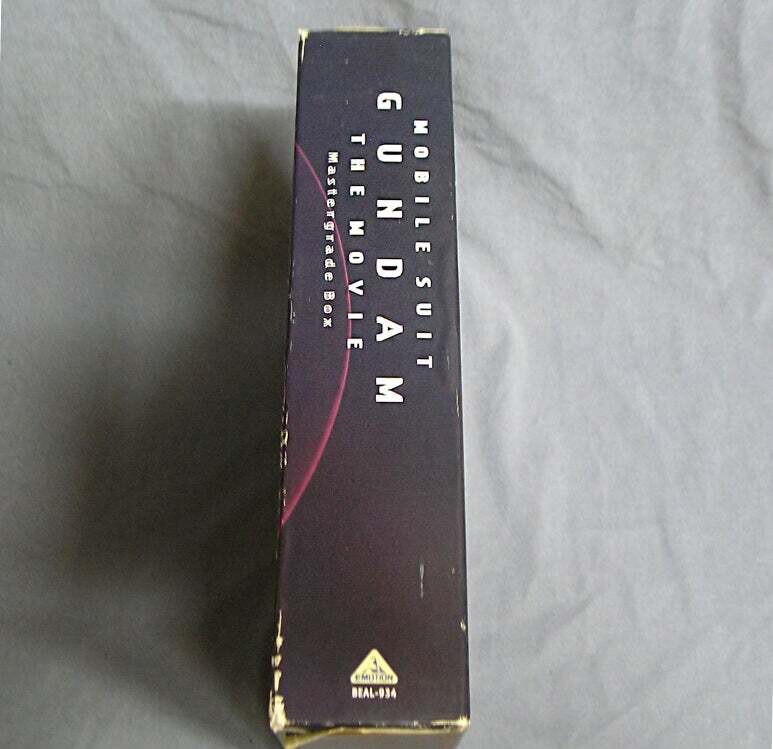 MOBILE SUIT
GUNDAM
THE MOVIE
Mastergrade Box
EMOTION
BEAL-934